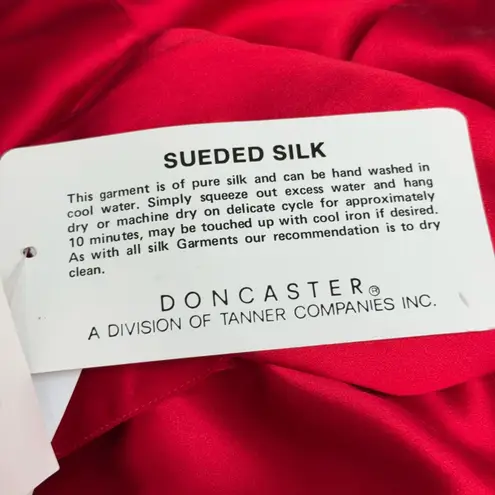 SUEDED SILK
This garment is of pure silk and can be hand washed in
cool water. Simply squeeze out excess water and hang
dry or machine dry on delicate cycle for approximately
10 minutes, may be touched up with cool iron if desired.
As with all silk Garments our recommendation is to dry
clean.
DONCASTER®
A DIVISION OF TANNER COMPANIES INC.